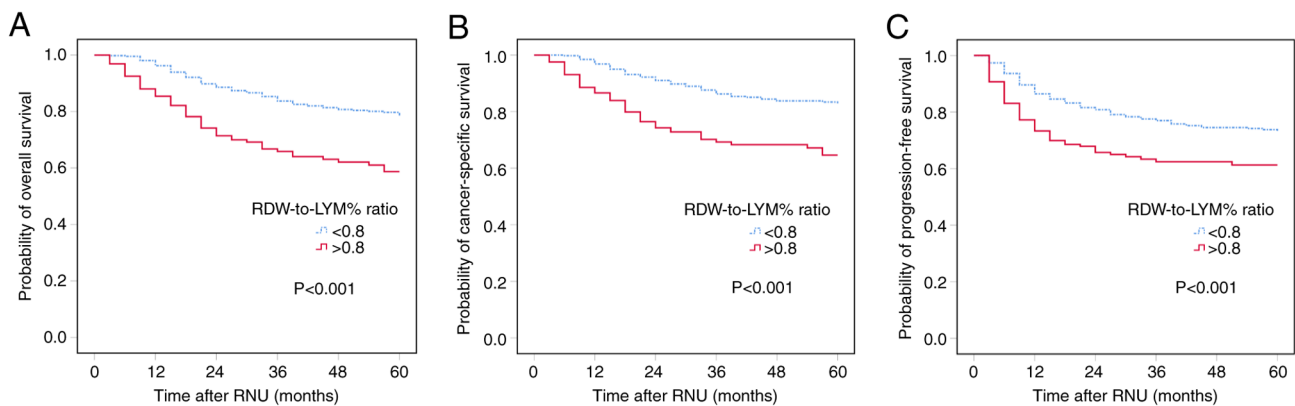 A
Probability of overall survival
1.0
0.8
0.6
0.4
0.2
0.0
RDW-to-LYM% ratio
<0.8
>0.8
P<0.001
0 12 24 36 48 60
Time after RNU (months)
B
Probability of cancer-specific survival
1.0
0.8
0.6
0.4
0.2
0.0
RDW-to-LYM% ratio
<0.8
>0.8
P<0.001
0 12 24 36 48 60
Time after RNU (months)
C
Probability of progression-free survival
1.0
0.8
0.6
0.4
0.2
0.0
RDW-to-LYM% ratio
<0.8
>0.8
P<0.001
0 12 24 36 48 60
Time after RNU (months)